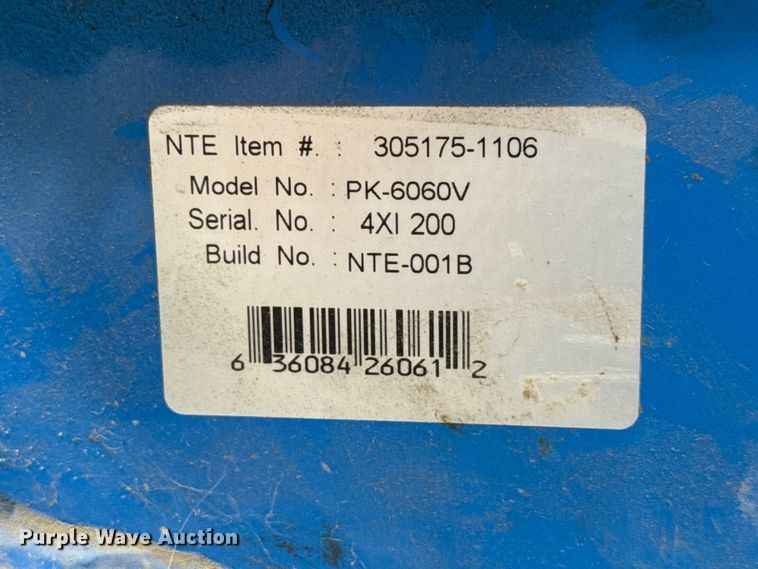 NTE Item #. : 305175-1106
Model No. : PK-6060V
Serial. No. : 4XI 200
Build No. : NTE-001B
6 36084 26061 2
Purple Wave Auction